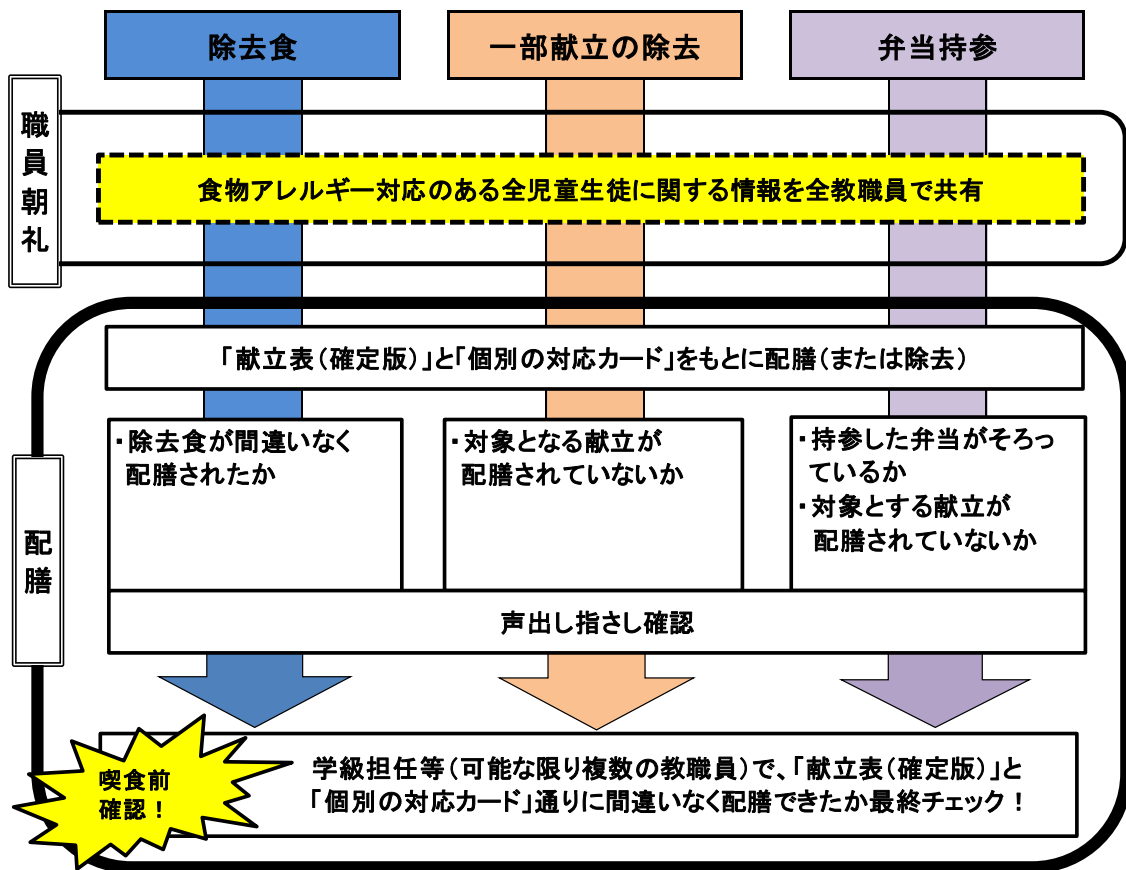 除去食
一部献立の除去
弁当持参
職員朝礼
食物アレルギー対応のある全児童生徒に関する情報を全教職員で共有
「献立表(確定版)」と「個別の対応カード」をもとに配膳(または除去)
配膳
・除去食が間違いなく
配膳されたか
・対象となる献立が
配膳されていないか
・持参した弁当がそろっ
ているか
・対象とする献立が
配膳されていないか
声出し指さし確認
喫食前
確認!
学級担任等(可能な限り複数の教職員)で、「献立表(確定版)」と
「個別の対応カード」通りに間違いなく配膳できたか最終チェック!